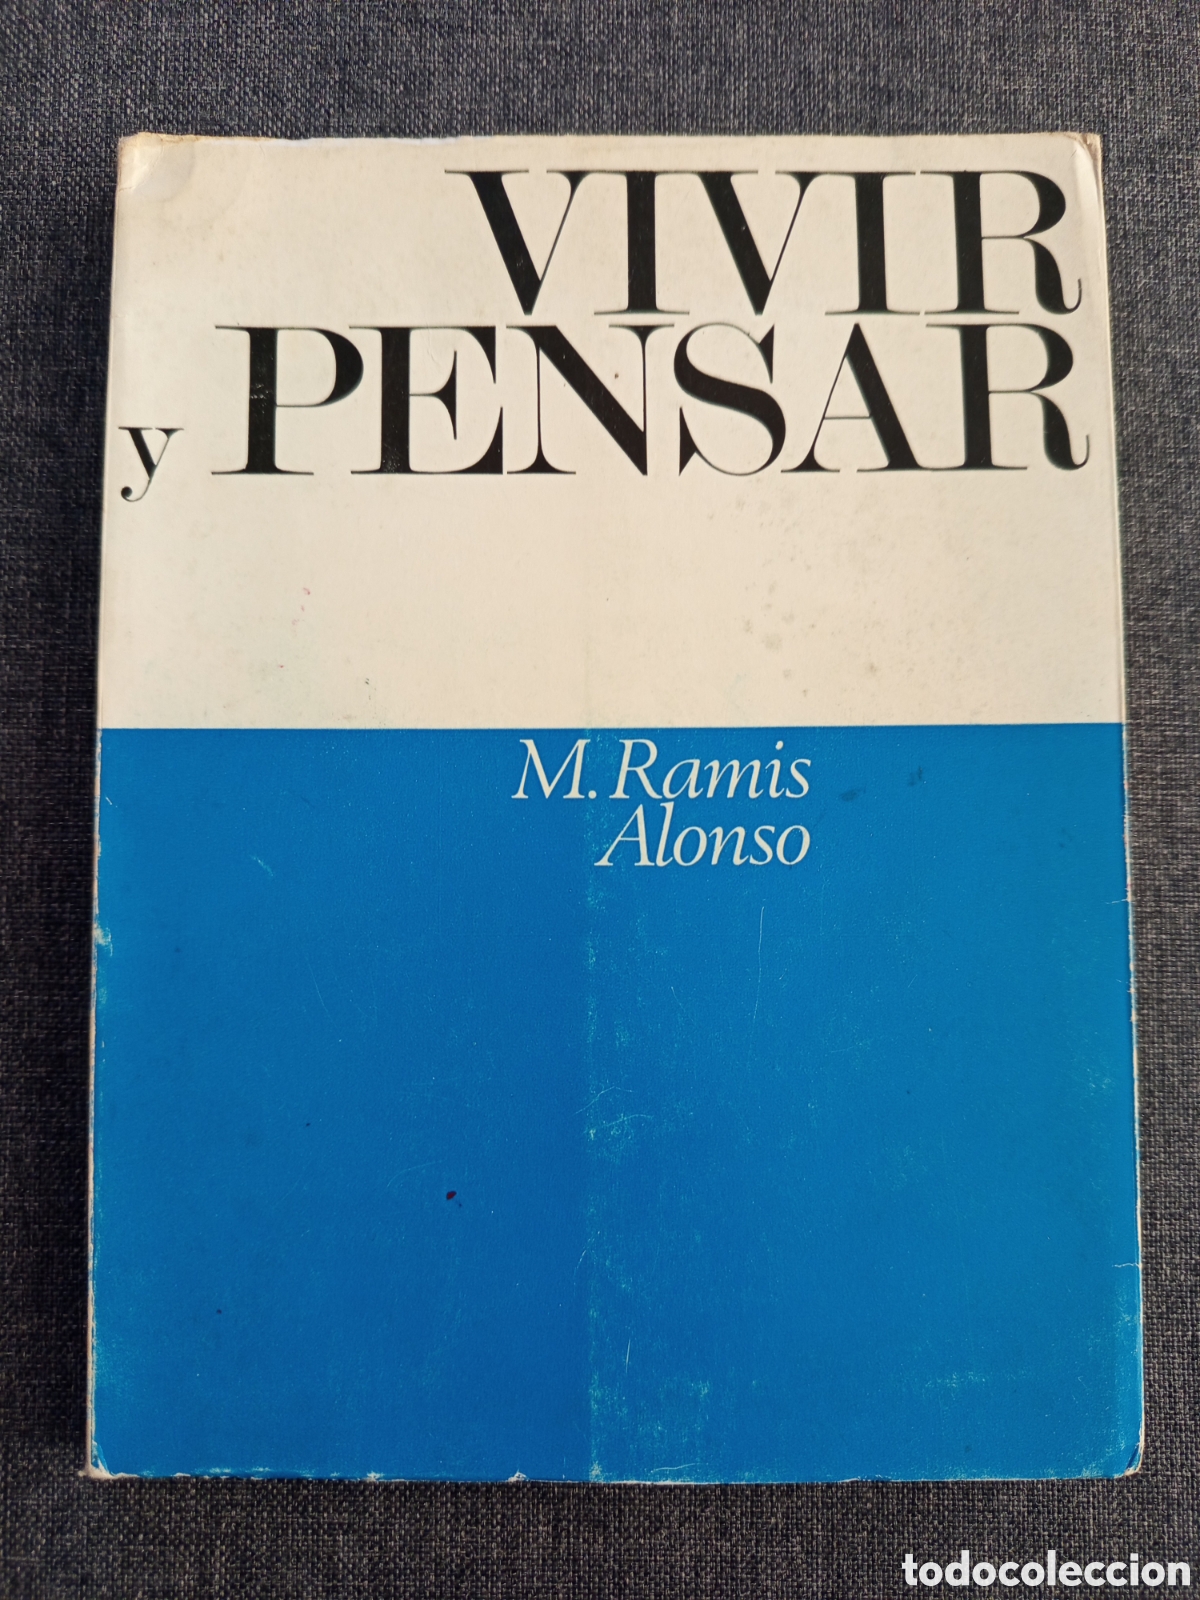 VIVIR
y PENSAR
M. Ramis
Alonso
todocoleccion